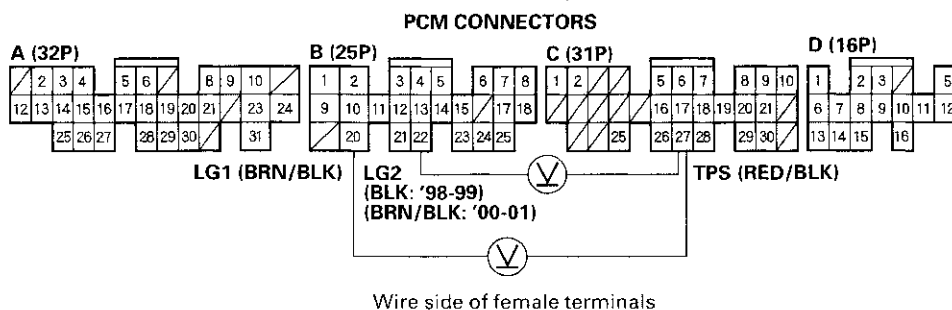 PCM CONNECTORS
A (32P) B (25P) C (31P) D (16P)
2 3 4 5 6 8 9 10
12 13 14 15 16 17 18 19 20 21 23 24
25 26 27 28 29 30 31
1 2 3 4 5 6 7 8
9 10 11 12 13 14 15 17 18
20 21 22 23 24 25
1 2 5 6 7 8 9 10
16 17 18 19 20 21
25 26 27 28 29 30
1 2 3 5
6 7 8 9 10 11 12
13 14 15 16
LG1 (BRN/BLK)
LG2
(BLK: '98-99)
(BRN/BLK: '00-01)
V
TPS (RED/BLK)
V
Wire side of female terminals